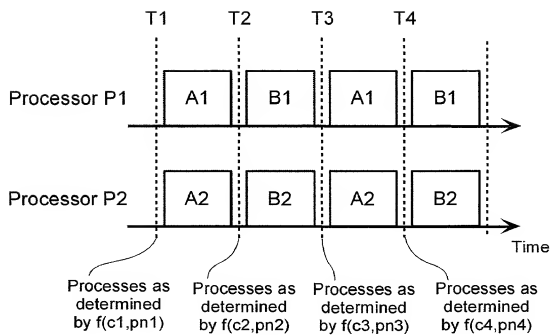 T1 T2 T3 T4
Processor P1 A1 B1 A1 B1
Processor P2 A2 B2 A2 B2
Time
Processes as determined by f(c1,pn1)
Processes as determined by f(c2,pn2)
Processes as determined by f(c3,pn3)
Processes as determined by f(c4,pn4)